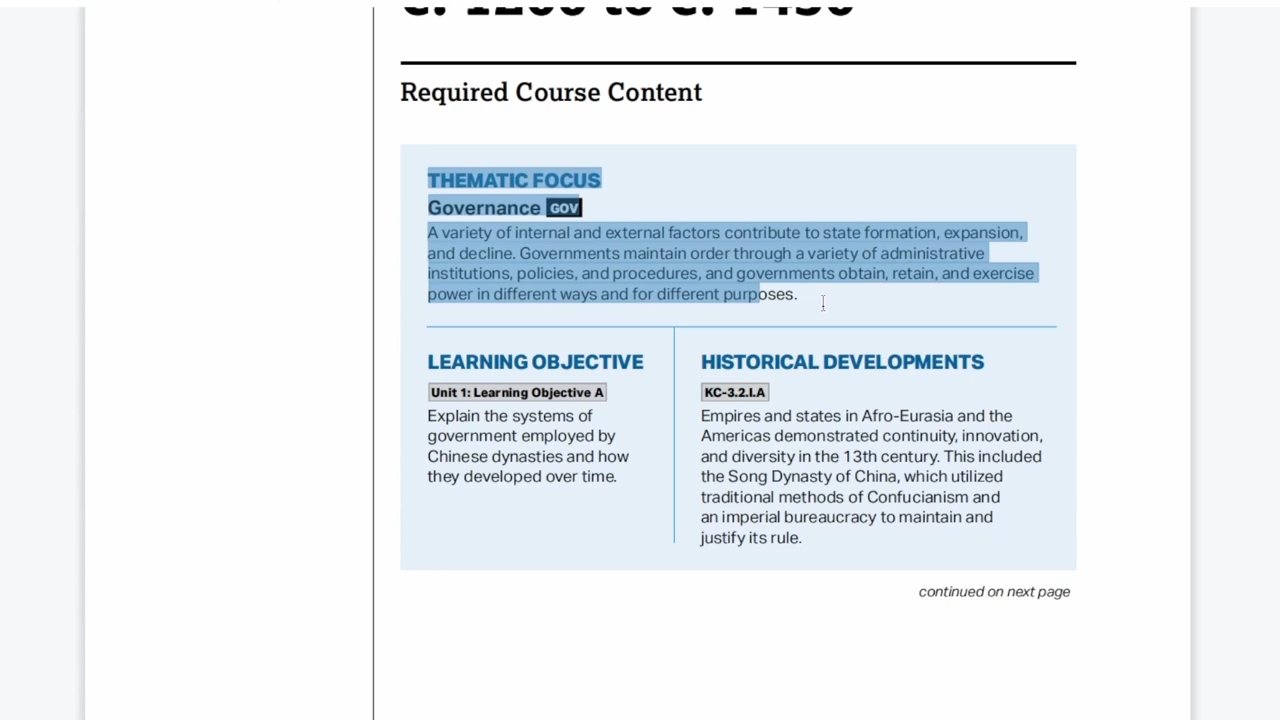 c. 1200 to c. 1450
Required Course Content
THEMATIC FOCUS
Governance GOV
A variety of internal and external factors contribute to state formation, expansion,
and decline. Governments maintain order through a variety of administrative
institutions, policies, and procedures, and governments obtain, retain, and exercise
power in different ways and for different purposes.
LEARNING OBJECTIVE
Unit 1: Learning Objective A
Explain the systems of
government employed by
Chinese dynasties and how
they developed over time.
HISTORICAL DEVELOPMENTS
KC-3.2.I.A
Empires and states in Afro-Eurasia and the
Americas demonstrated continuity, innovation,
and diversity in the 13th century. This included
the Song Dynasty of China, which utilized
traditional methods of Confucianism and
an imperial bureaucracy to maintain and
justify its rule.
continued on next page